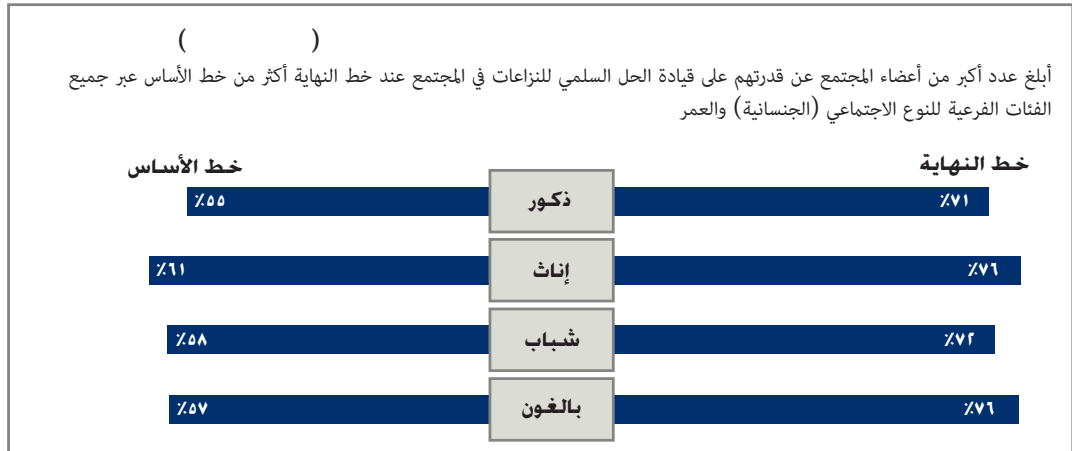 ( )
أبلغ عدد أكبر من أعضاء المجتمع عن قدرتهم على قيادة الحل السلمي للنزاعات في المجتمع عند خط النهاية أكثر من خط الأساس عبر جميع
الفئات الفرعية للنوع الاجتماعي (الجنسانية) والعمر
خط النهاية خط الأساس
٪٧١ ذكور ٪٥٥
٪٧٦ إناث ٪٦١
٪٧٢ شباب ٪٥٨
٪٧٦ بالغون ٪٥٧